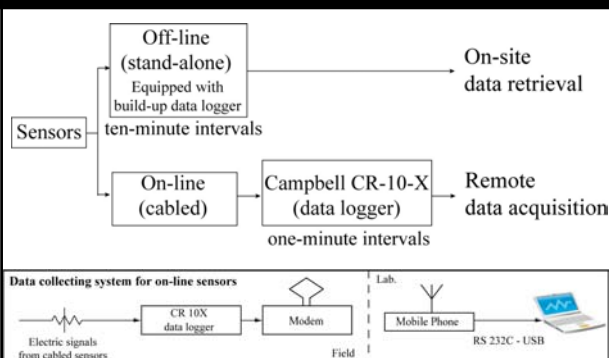 Off-line
(stand-alone)
Equipped with
build-up data logger
On-site
data retrieval
Sensors
ten-minute intervals
On-line
(cabled)
Campbell CR-10-X
(data logger)
Remote
data acquisition
one-minute intervals
Data collecting system for on-line sensors
Lab.
CR 10X
data logger
Modem
Mobile Phone
Electric signals
from cabled sensors
Field
RS 232C - USB